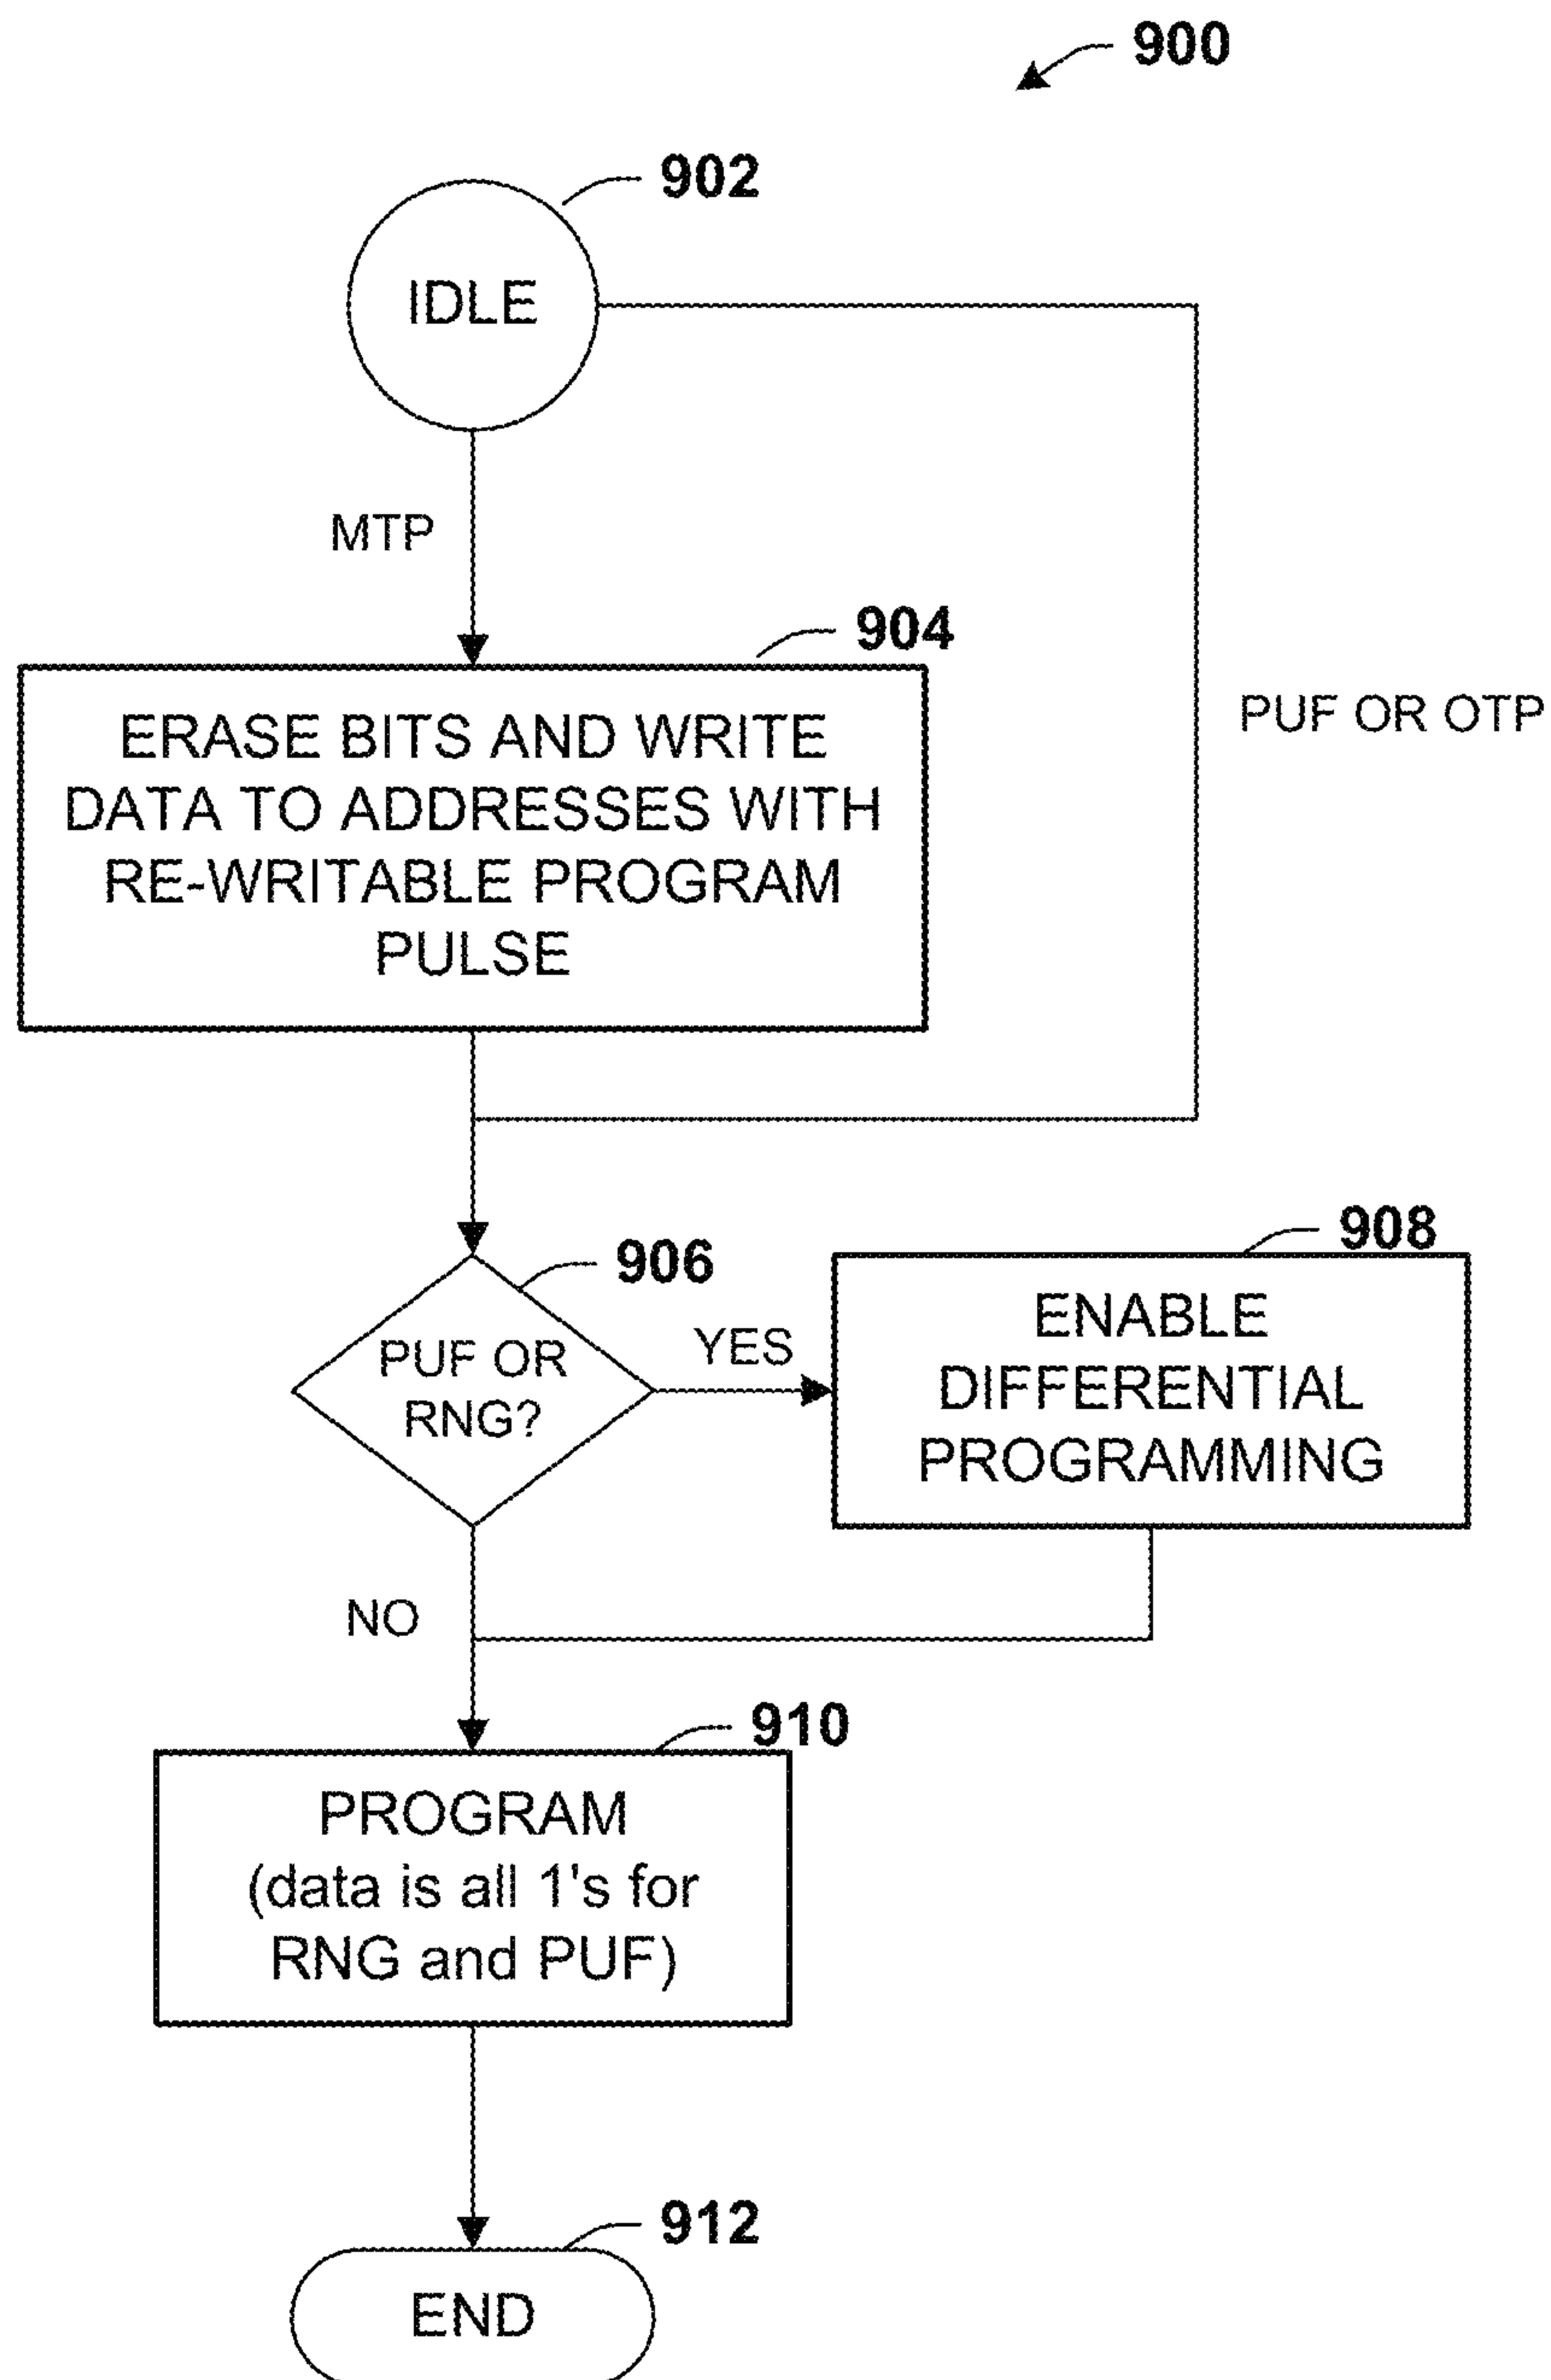 900
902
IDLE
MTP
904
ERASE BITS AND WRITE
DATA TO ADDRESSES WITH
RE-WRITABLE PROGRAM
PULSE
PUF OR OTP
906
PUF OR
RNG?
YES
908
ENABLE
DIFFERENTIAL
PROGRAMMING
NO
910
PROGRAM
(data is all 1's for
RNG and PUF)
912
END